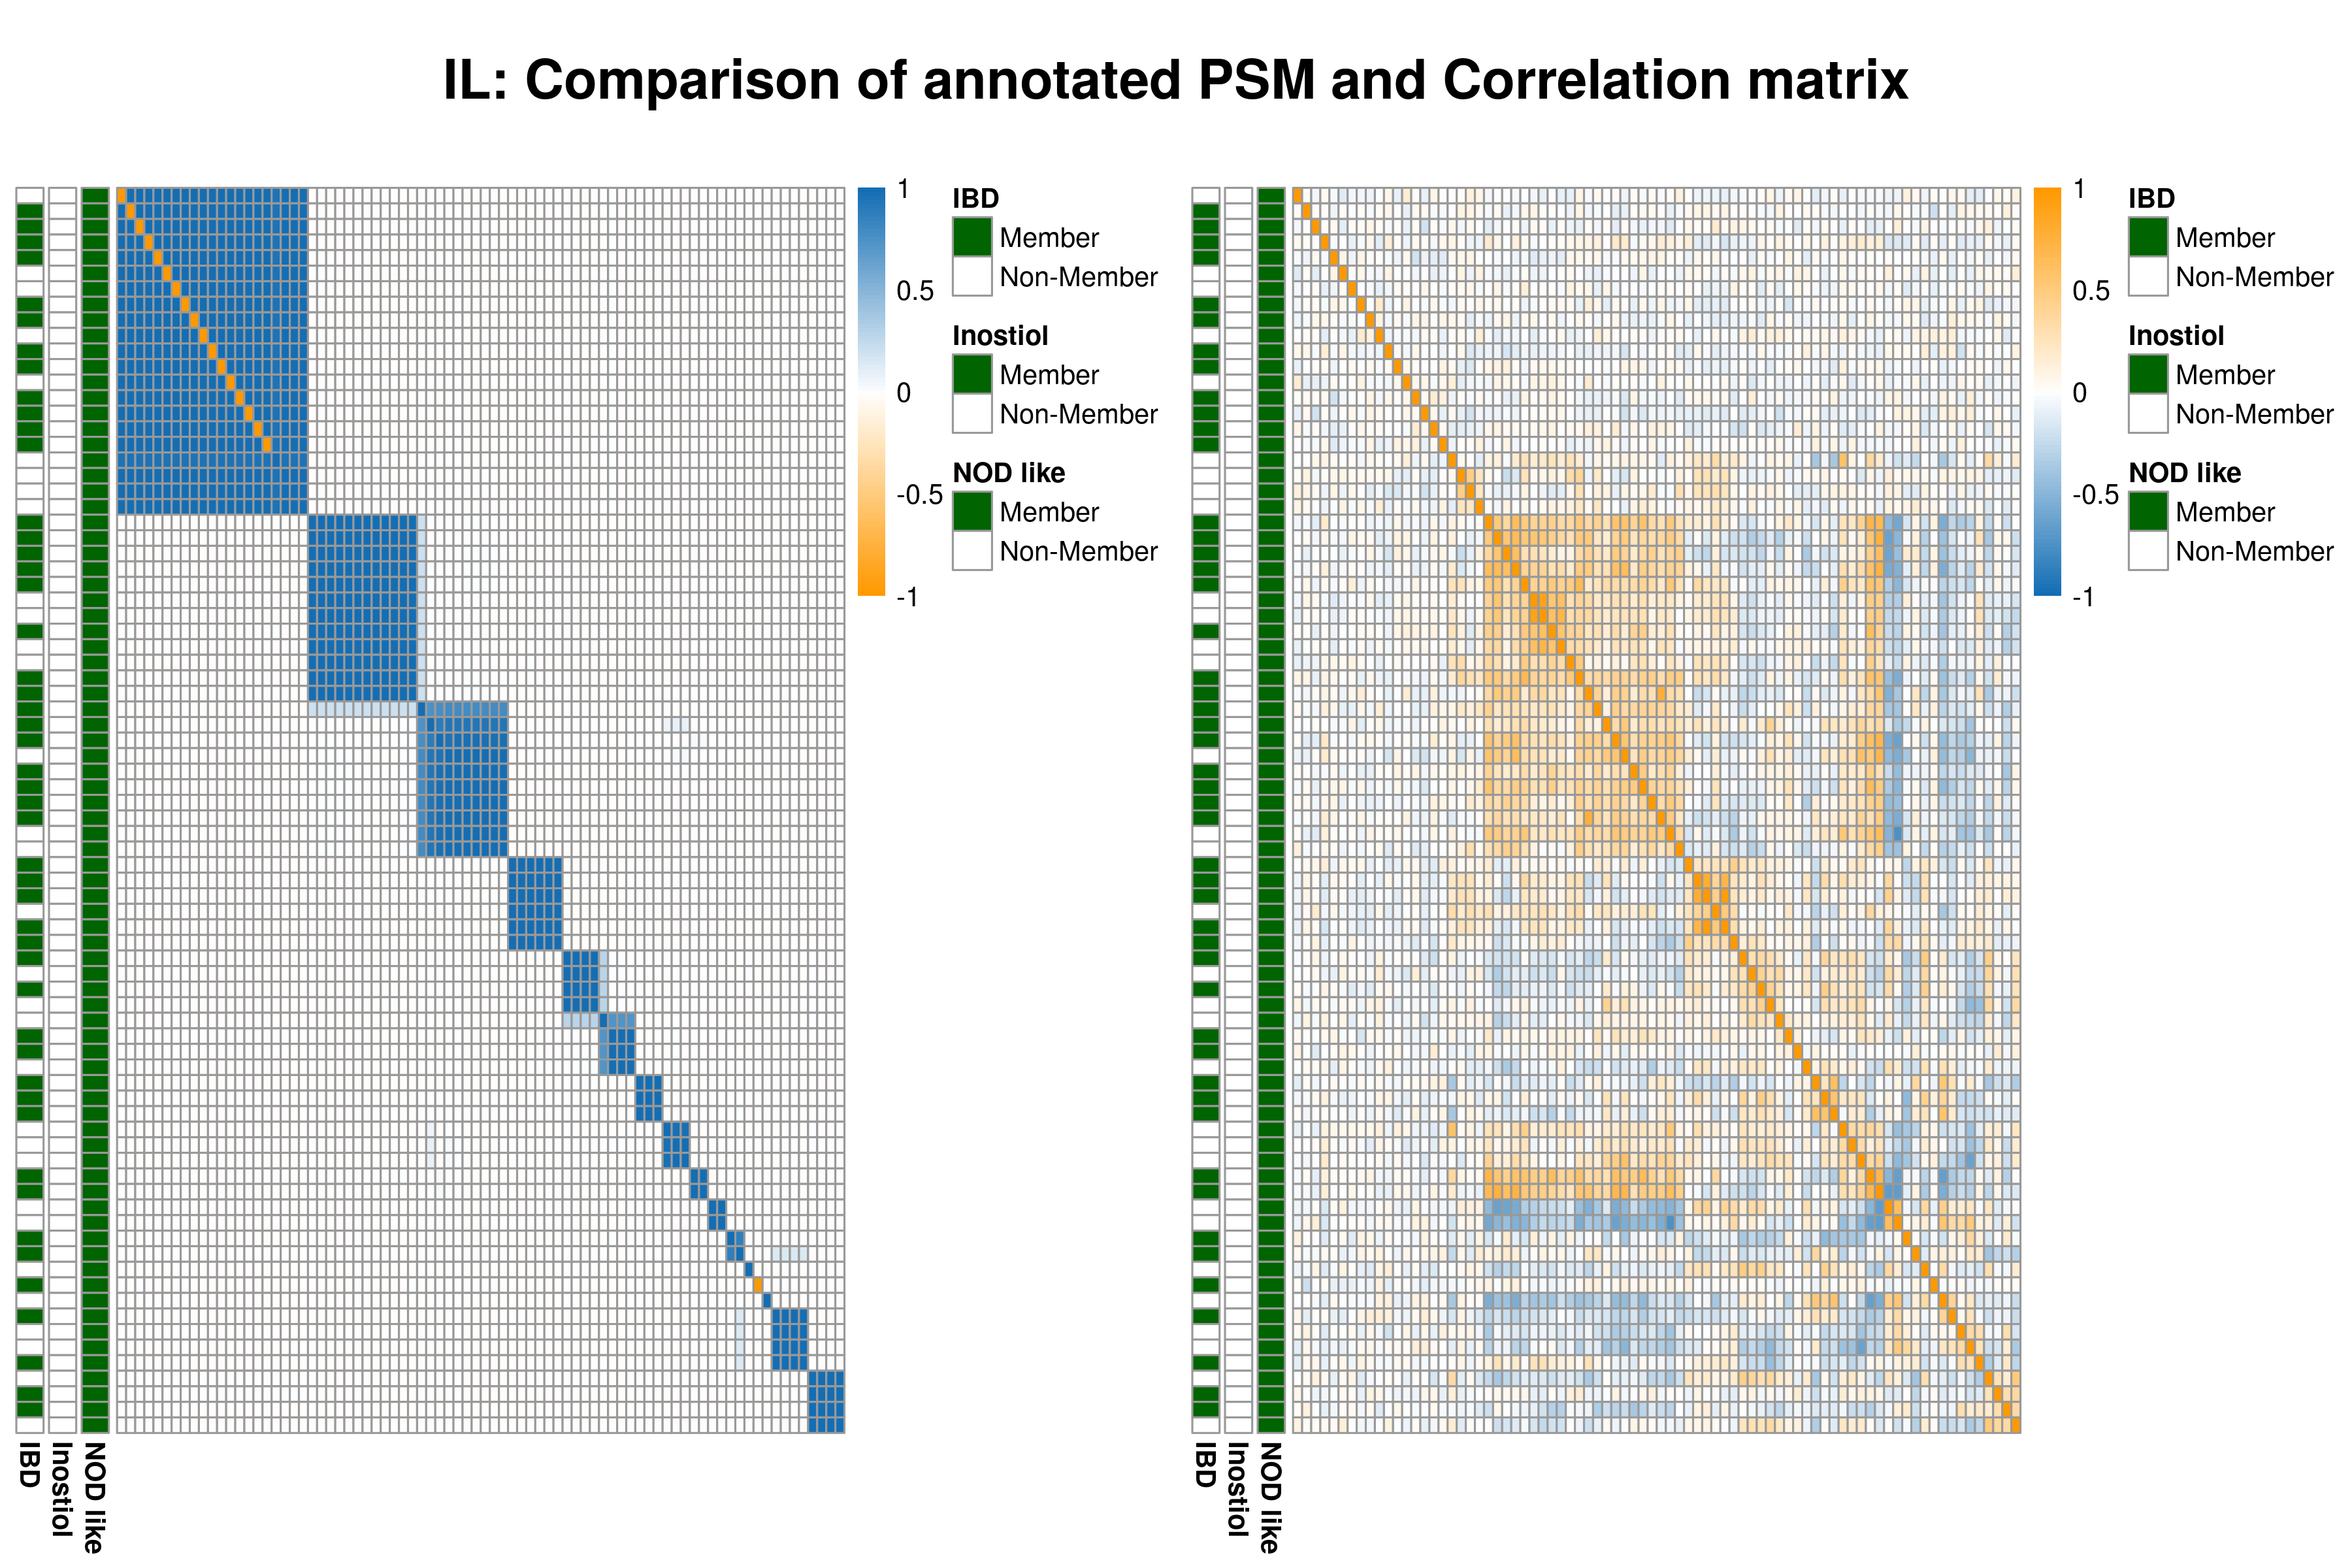 IL: Comparison of annotated PSM and Correlation matrix
1
0.5
0
-0.5
-1
IBD
Member
Non-Member
Inostiol
Member
Non-Member
NOD like
Member
Non-Member
IBD
Inostiol
NOD like
1
0.5
0
-0.5
-1
IBD
Member
Non-Member
Inostiol
Member
Non-Member
NOD like
Member
Non-Member
IBD
Inostiol
NOD like